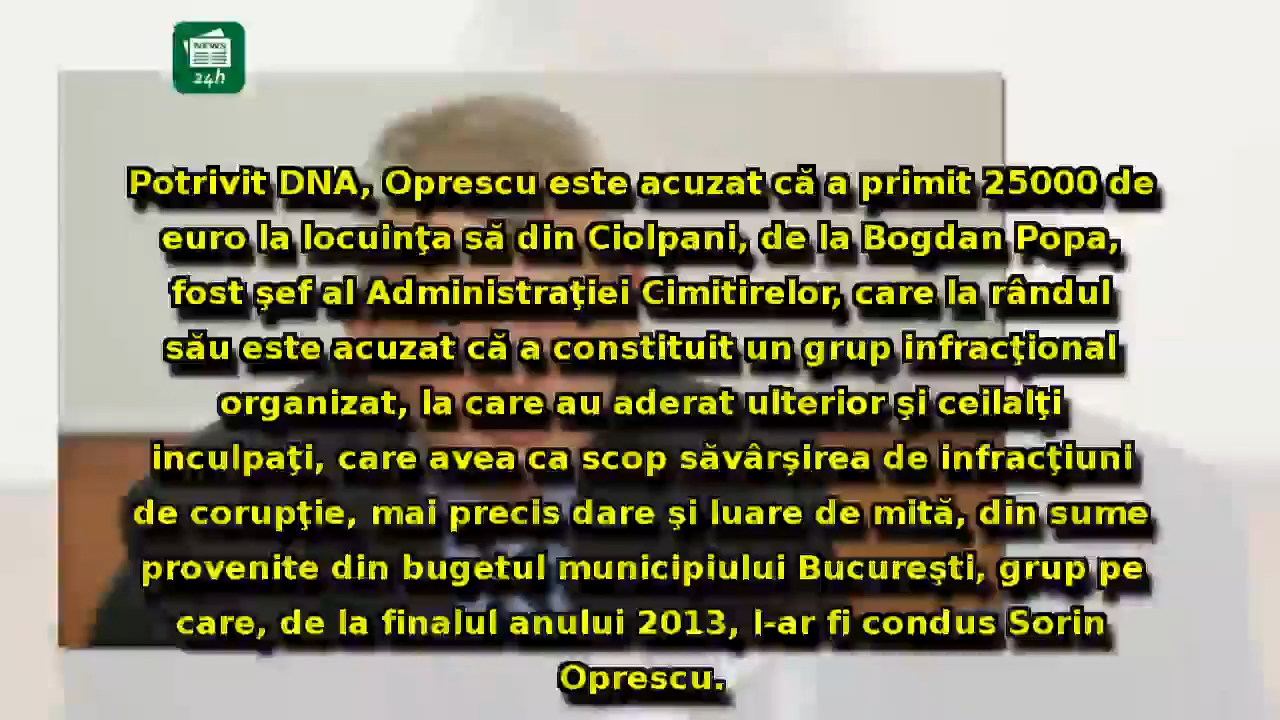 NEWS
24h
Potrivit DNA, Oprescu este acuzat că a primit 25000 de
euro la locuinţa să din Ciolpani, de la Bogdan Popa,
fost şef al Administraţiei Cimitirelor, care la rândul
său este acuzat că a constituit un grup infracţional
organizat, la care au aderat ulterior şi ceilalţi
inculpaţi, care avea ca scop săvârşirea de infracţiuni
de corupţie, mai precis dare şi luare de mită, din sume
provenite din bugetul municipiului Bucureşti, grup pe
care, de la finalul anului 2013, l-ar fi condus Sorin
Oprescu.